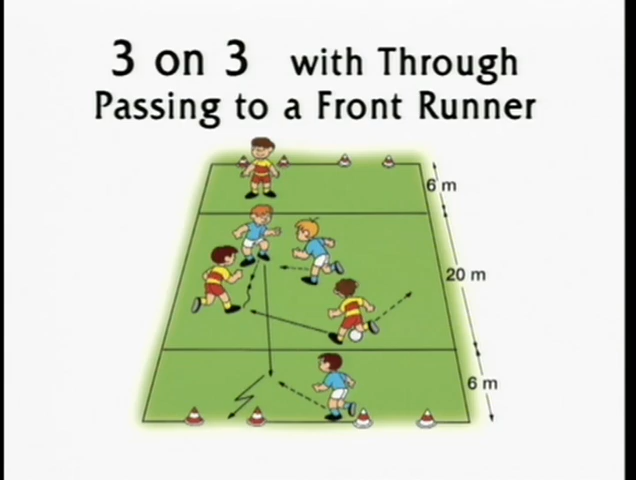 3 on 3 with Through
Passing to a Front Runner
6 m
20 m
6 m